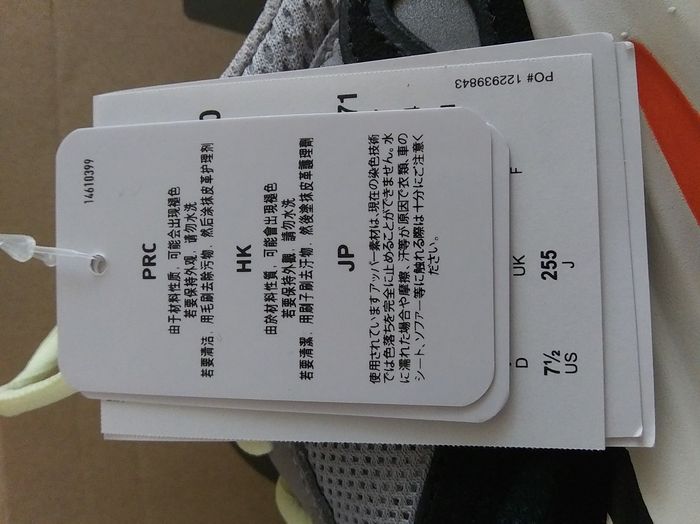 14610399
PRC
由于材料性质，可能会出现褪色
若要保持外观，请勿水洗
若要清洁，用毛刷去除污物，然后涂抹皮革护理剂
HK
由於材料性質，可能會出現褪色
若要保持外觀，請勿水洗
若要清潔，用刷子刷去汙物，然後塗抹皮革護理劑
JP
使用されていますアッパー素材は、現在の染色技術
では色落ちを完全に止めることができません。水
に濡れた場合や摩擦、汗等が原因で衣類、車の
シート、ソファー等に触れる際は十分にご注意く
ださい。
PO# 122939843
71
D
F
UK
255
J
7½
US